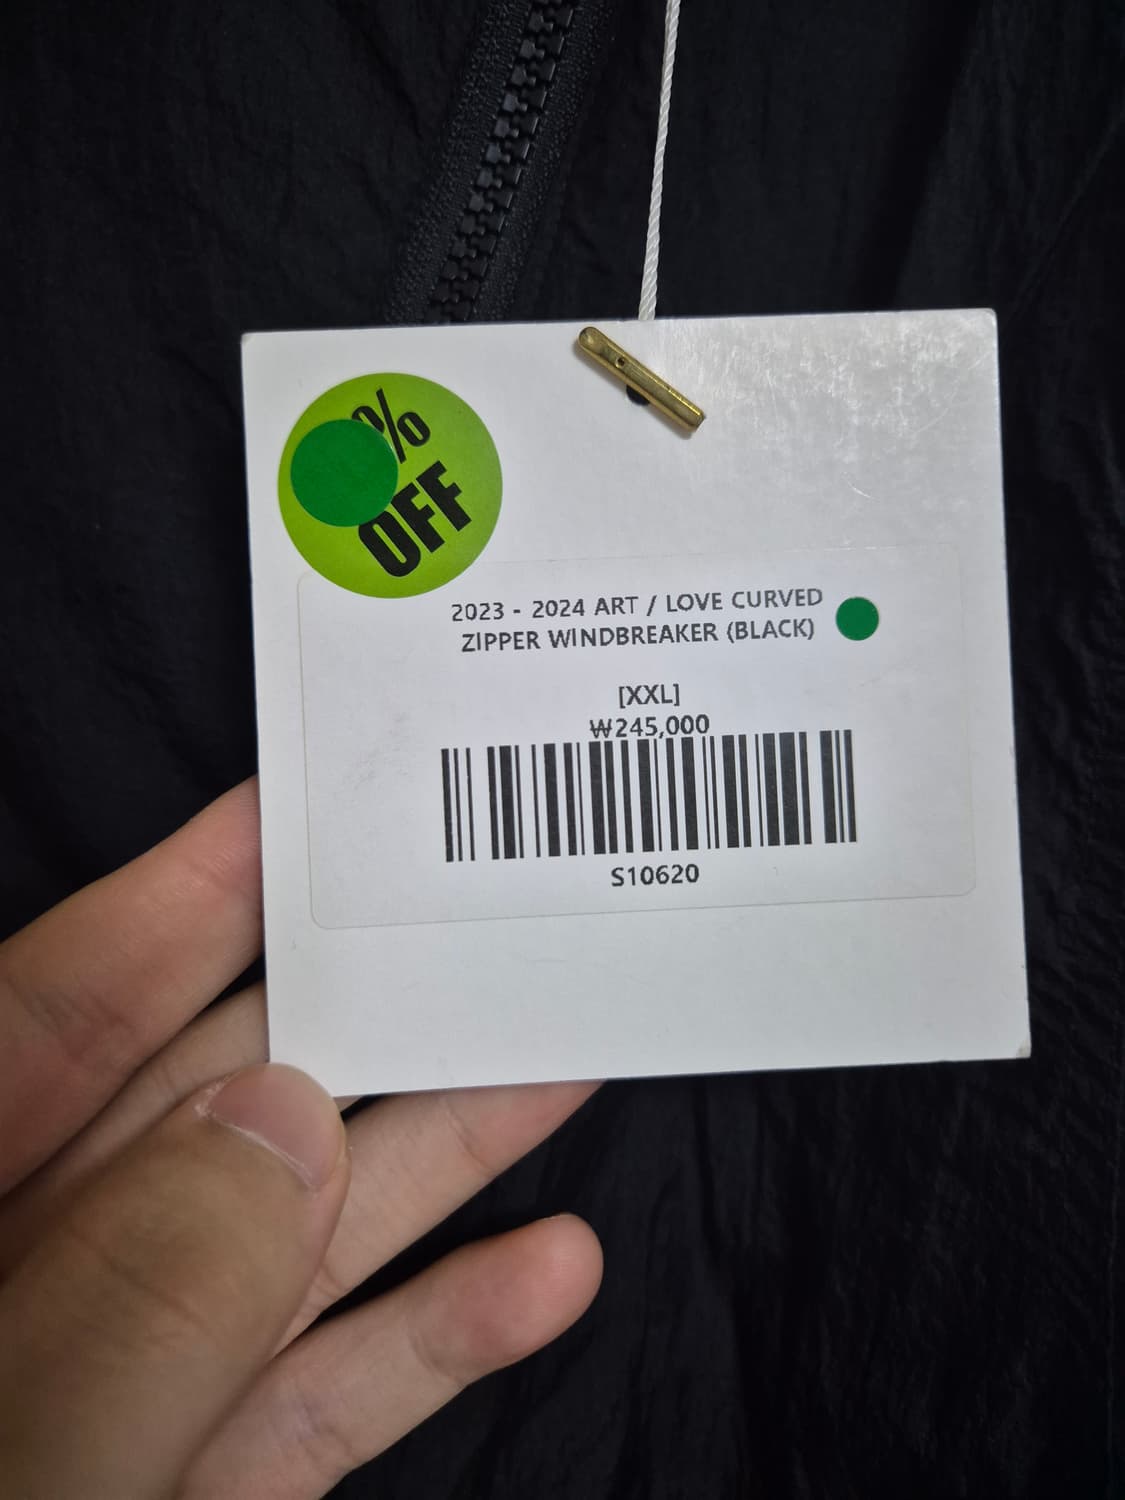 %
OFF
2023 - 2024 ART / LOVE CURVED
ZIPPER WINDBREAKER (BLACK)
[XXL]
₩245,000
S10620